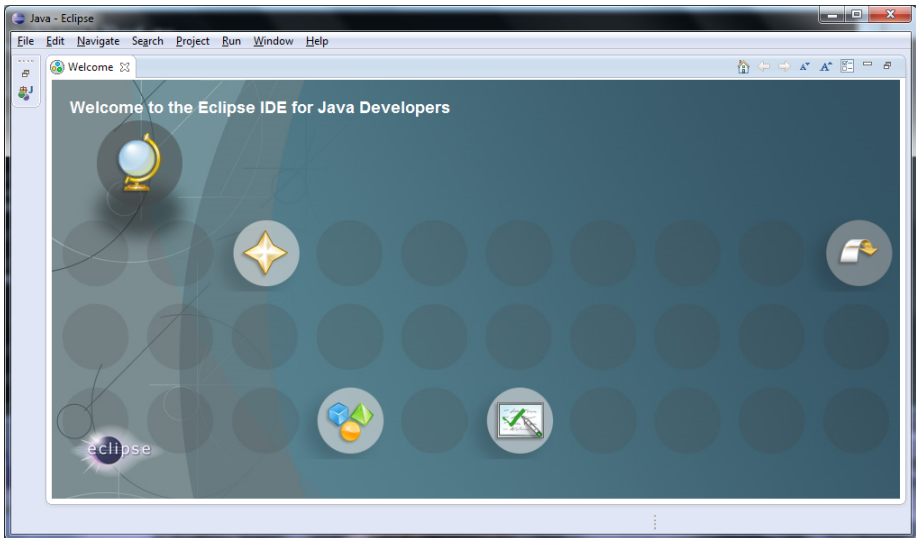 Java - Eclipse
File Edit Navigate Search Project Run Window Help
Welcome
Welcome to the Eclipse IDE for Java Developers
eclipse